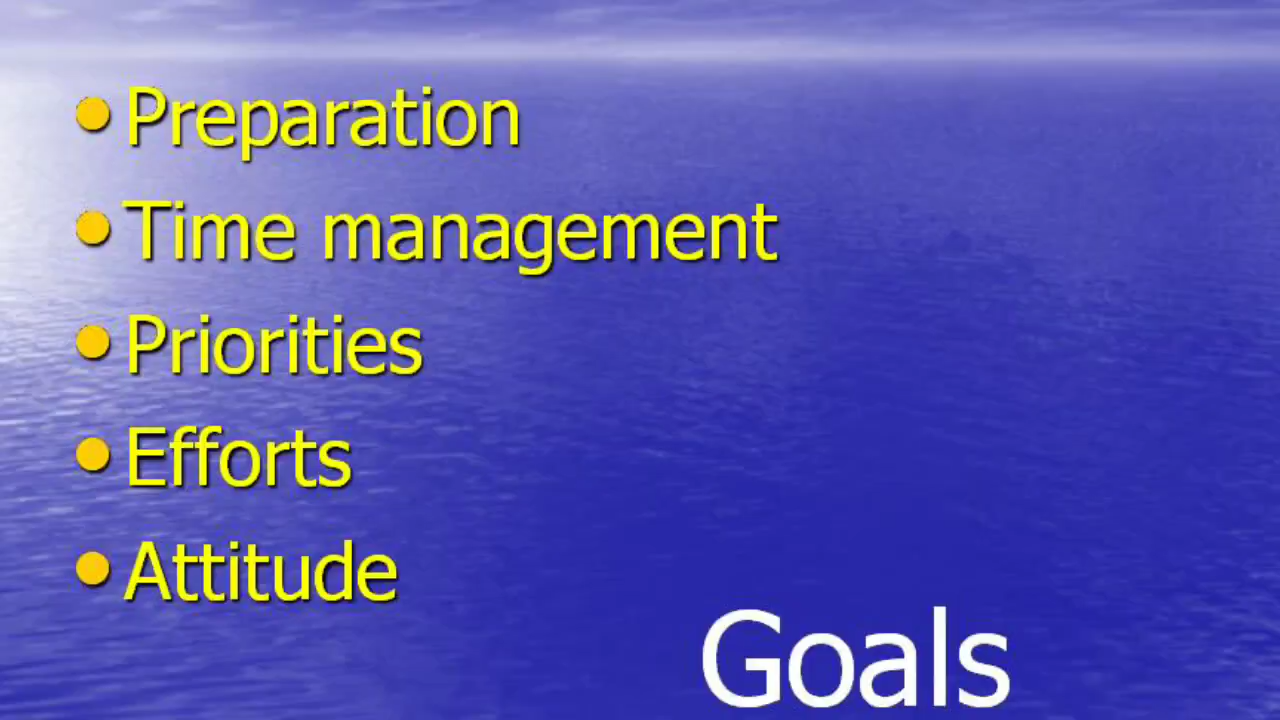 • Preparation
• Time management
• Priorities
• Efforts
• Attitude
Goals